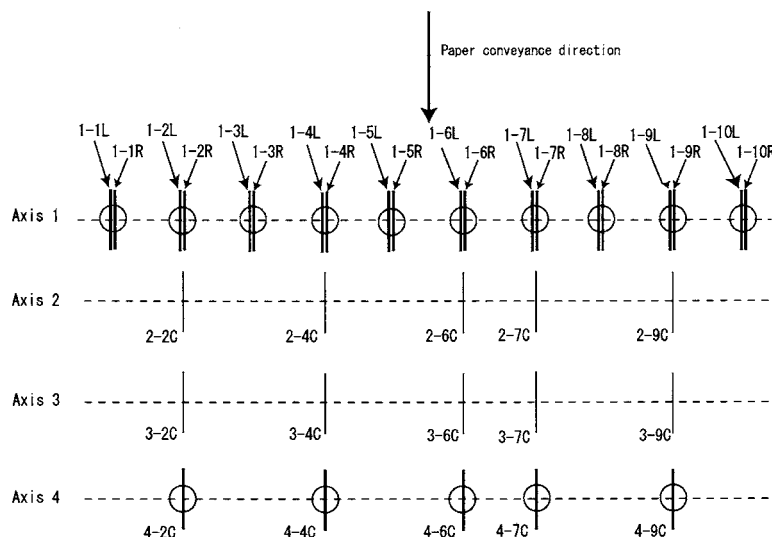 Paper conveyance direction
1-1L 1-2L 1-3L 1-4L 1-5L 1-6L 1-7L 1-8L 1-9L 1-10L
1-1R 1-2R 1-3R 1-4R 1-5R 1-6R 1-7R 1-8R 1-9R 1-10R
Axis 1
Axis 2
2-2C 2-4C 2-6C 2-7C 2-9C
Axis 3
3-2C 3-4C 3-6C 3-7C 3-9C
Axis 4
4-2C 4-4C 4-6C 4-7C 4-9C